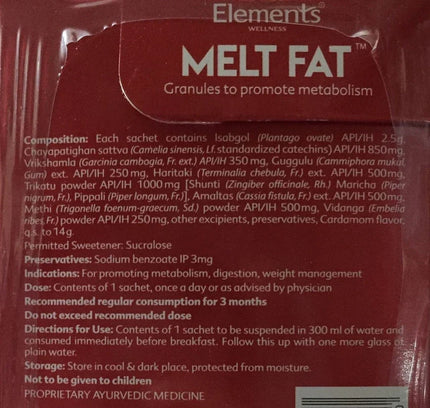 Elements®
WELLNESS
MELT FAT™
Granules to promote metabolism
Composition: Each sachet contains Isabgol (Plantago ovate) API/IH 2.5g,
Chayapatighan sattva (Camelia sinensis, Lf. standardized catechins) API/IH 850mg,
Vrikshamla (Garcinia cambogia, Fr. ext.) API/IH 350 mg, Guggulu (Cammiphora mukul,
Gum) ext. API/IH 250 mg, Haritaki (Terminalia chebula, Fr.) ext. API/IH 500mg,
Trikatu powder API/IH 1000 mg [Shunti (Zingiber officinale, Rh.) Maricha (Piper
nigrum, Fr.), Pippali (Piper longum, Fr.)], Amaltas (Cassia fistula, Fr.) ext. API/IH 500 mg,
Methi (Trigonella foenum-graecum, Sd.) powder API/IH 500mg, Vidanga (Embelia
ribes, Fr.) powder API/IH 250mg, other excipients, preservatives, Cardamom flavor,
q.s. to 14g.
Permitted Sweetener: Sucralose
Preservatives: Sodium benzoate IP 3mg
Indications: For promoting metabolism, digestion, weight management
Dose: Contents of 1 sachet, once a day or as advised by physician
Recommended regular consumption for 3 months
Do not exceed recommended dose
Directions for Use: Contents of 1 sachet to be suspended in 300 ml of water and
consumed immediately before breakfast. Follow this up with one more glass of
plain water.
Storage: Store in cool & dark place, protected from moisture.
Not to be given to children
PROPRIETARY AYURVEDIC MEDICINE